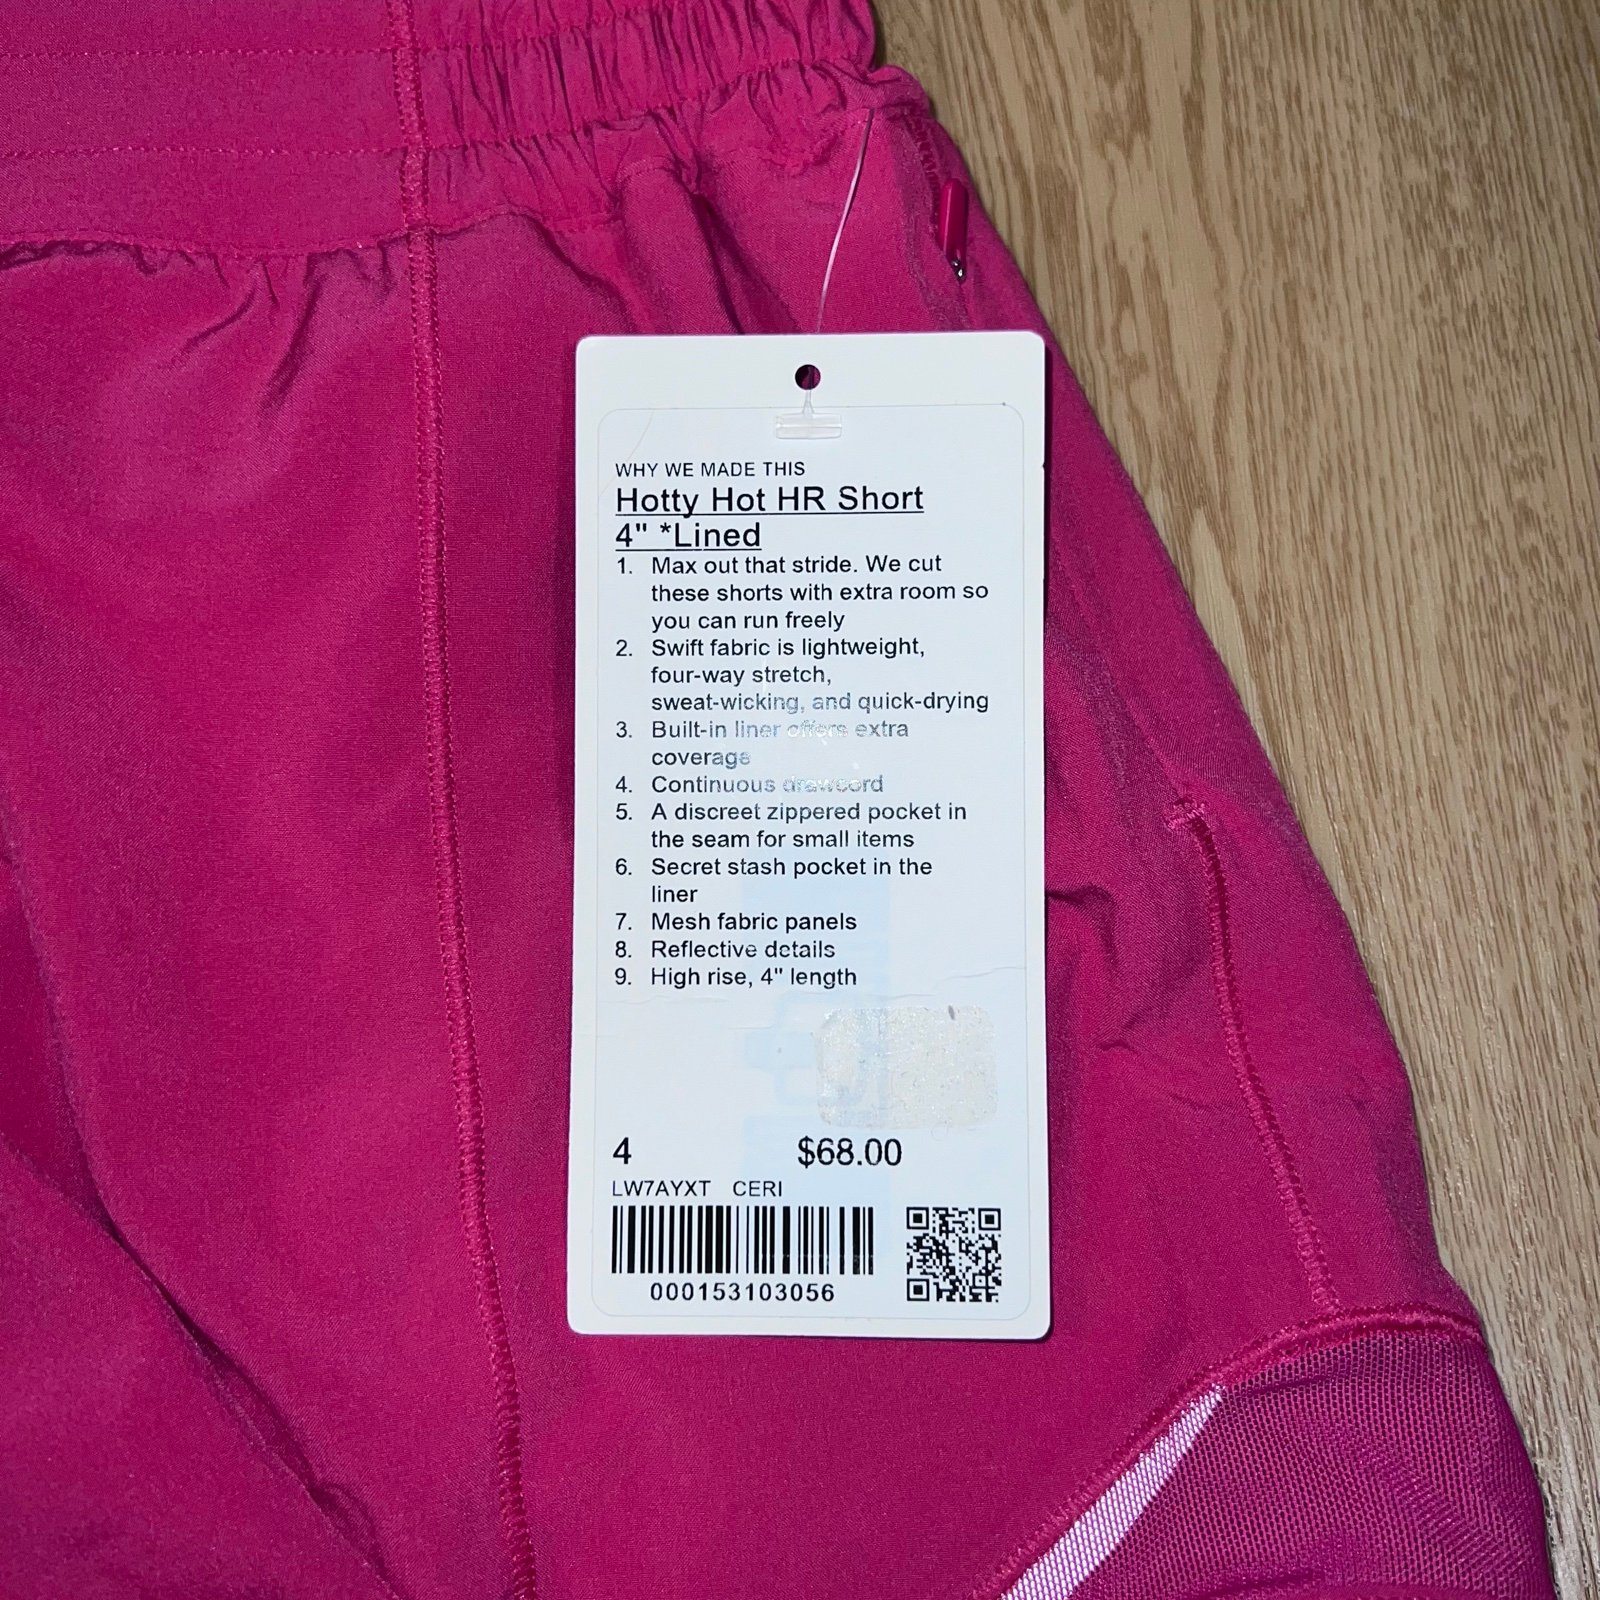 WHY WE MADE THIS
Hotty Hot HR Short
4" *Lined
1. Max out that stride. We cut
these shorts with extra room so
you can run freely
2. Swift fabric is lightweight,
four-way stretch,
sweat-wicking, and quick-drying
3. Built-in liner offers extra
coverage
4. Continuous drawcord
5. A discreet zippered pocket in
the seam for small items
6. Secret stash pocket in the
liner
7. Mesh fabric panels
8. Reflective details
9. High rise, 4" length
4 $68.00
LW7AYXT CERI
000153103056